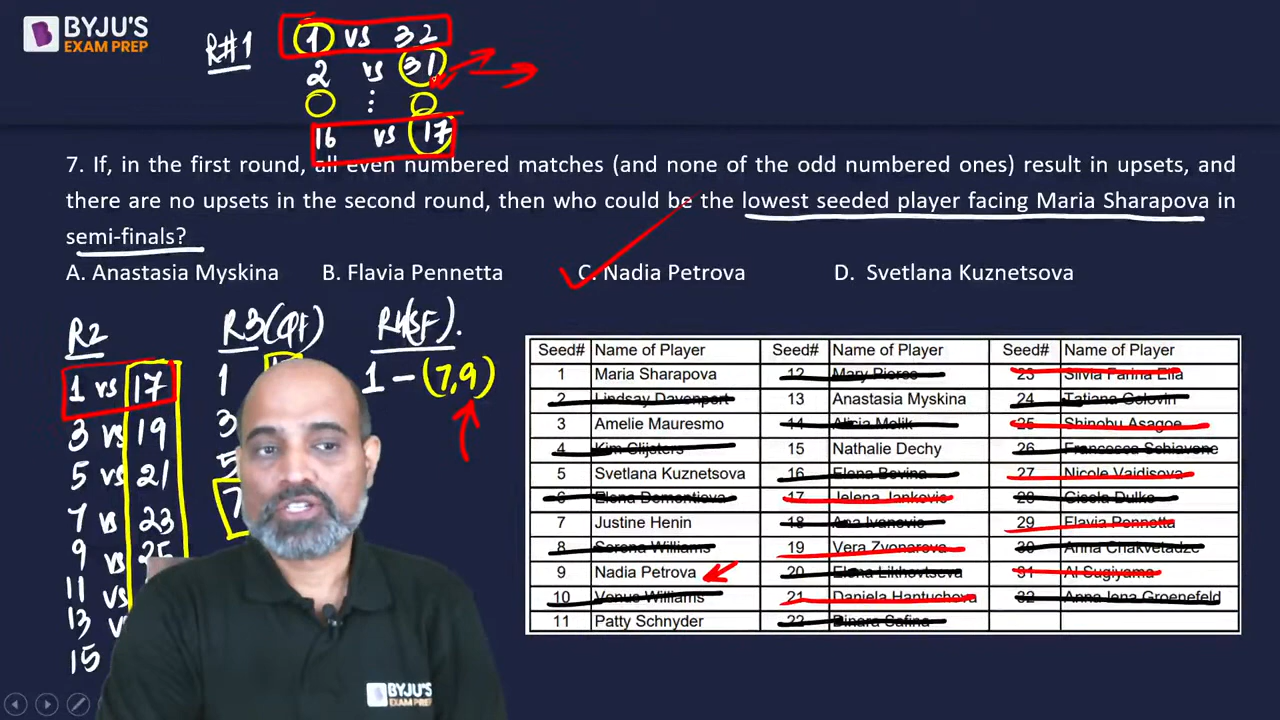 BYJU'S
EXAM PREP
R#1
1 vs 32
2 vs 31
16 vs 17
7. If, in the first round, all even numbered matches (and none of the odd numbered ones) result in upsets, and
there are no upsets in the second round, then who could be the lowest seeded player facing Maria Sharapova in
semi-finals?
A. Anastasia Myskina B. Flavia Pennetta C. Nadia Petrova D. Svetlana Kuznetsova
R2
1 vs 17
3 vs 19
5 vs 21
7 vs 23
9 vs 25
11 vs
13
15
R3(QF)
1
3
5
7
R4(SF).
1 – (7,9)
Seed# Name of Player Seed# Name of Player Seed# Name of Player
1 Maria Sharapova 12 Mary Pierce 23 Silvia Farina Elia
2 Lindsay Davenport 13 Anastasia Myskina 24 Tatiana Golovin
3 Amelie Mauresmo 14 Alicia Molik 25 Shinobu Asagoe
4 Kim Clijsters 15 Nathalie Dechy 26 Francesca Schiavone
5 Svetlana Kuznetsova 16 Elena Bovina 27 Nicole Vaidisova
6 Elena Dementieva 17 Jelena Jankovic 28 Gisela Dulko
7 Justine Henin 18 Ana Ivanovic 29 Flavia Pennetta
8 Serena Williams 19 Vera Zvonareva 30 Anna Chakvetadze
9 Nadia Petrova 20 Elena Likhovtseva 31 Ai Sugiyama
10 Venus Williams 21 Daniela Hantuchova 32 Anna-lena Groenefeld
11 Patty Schnyder 22 Dinara Safina
BYJU'S
EXAM PREP